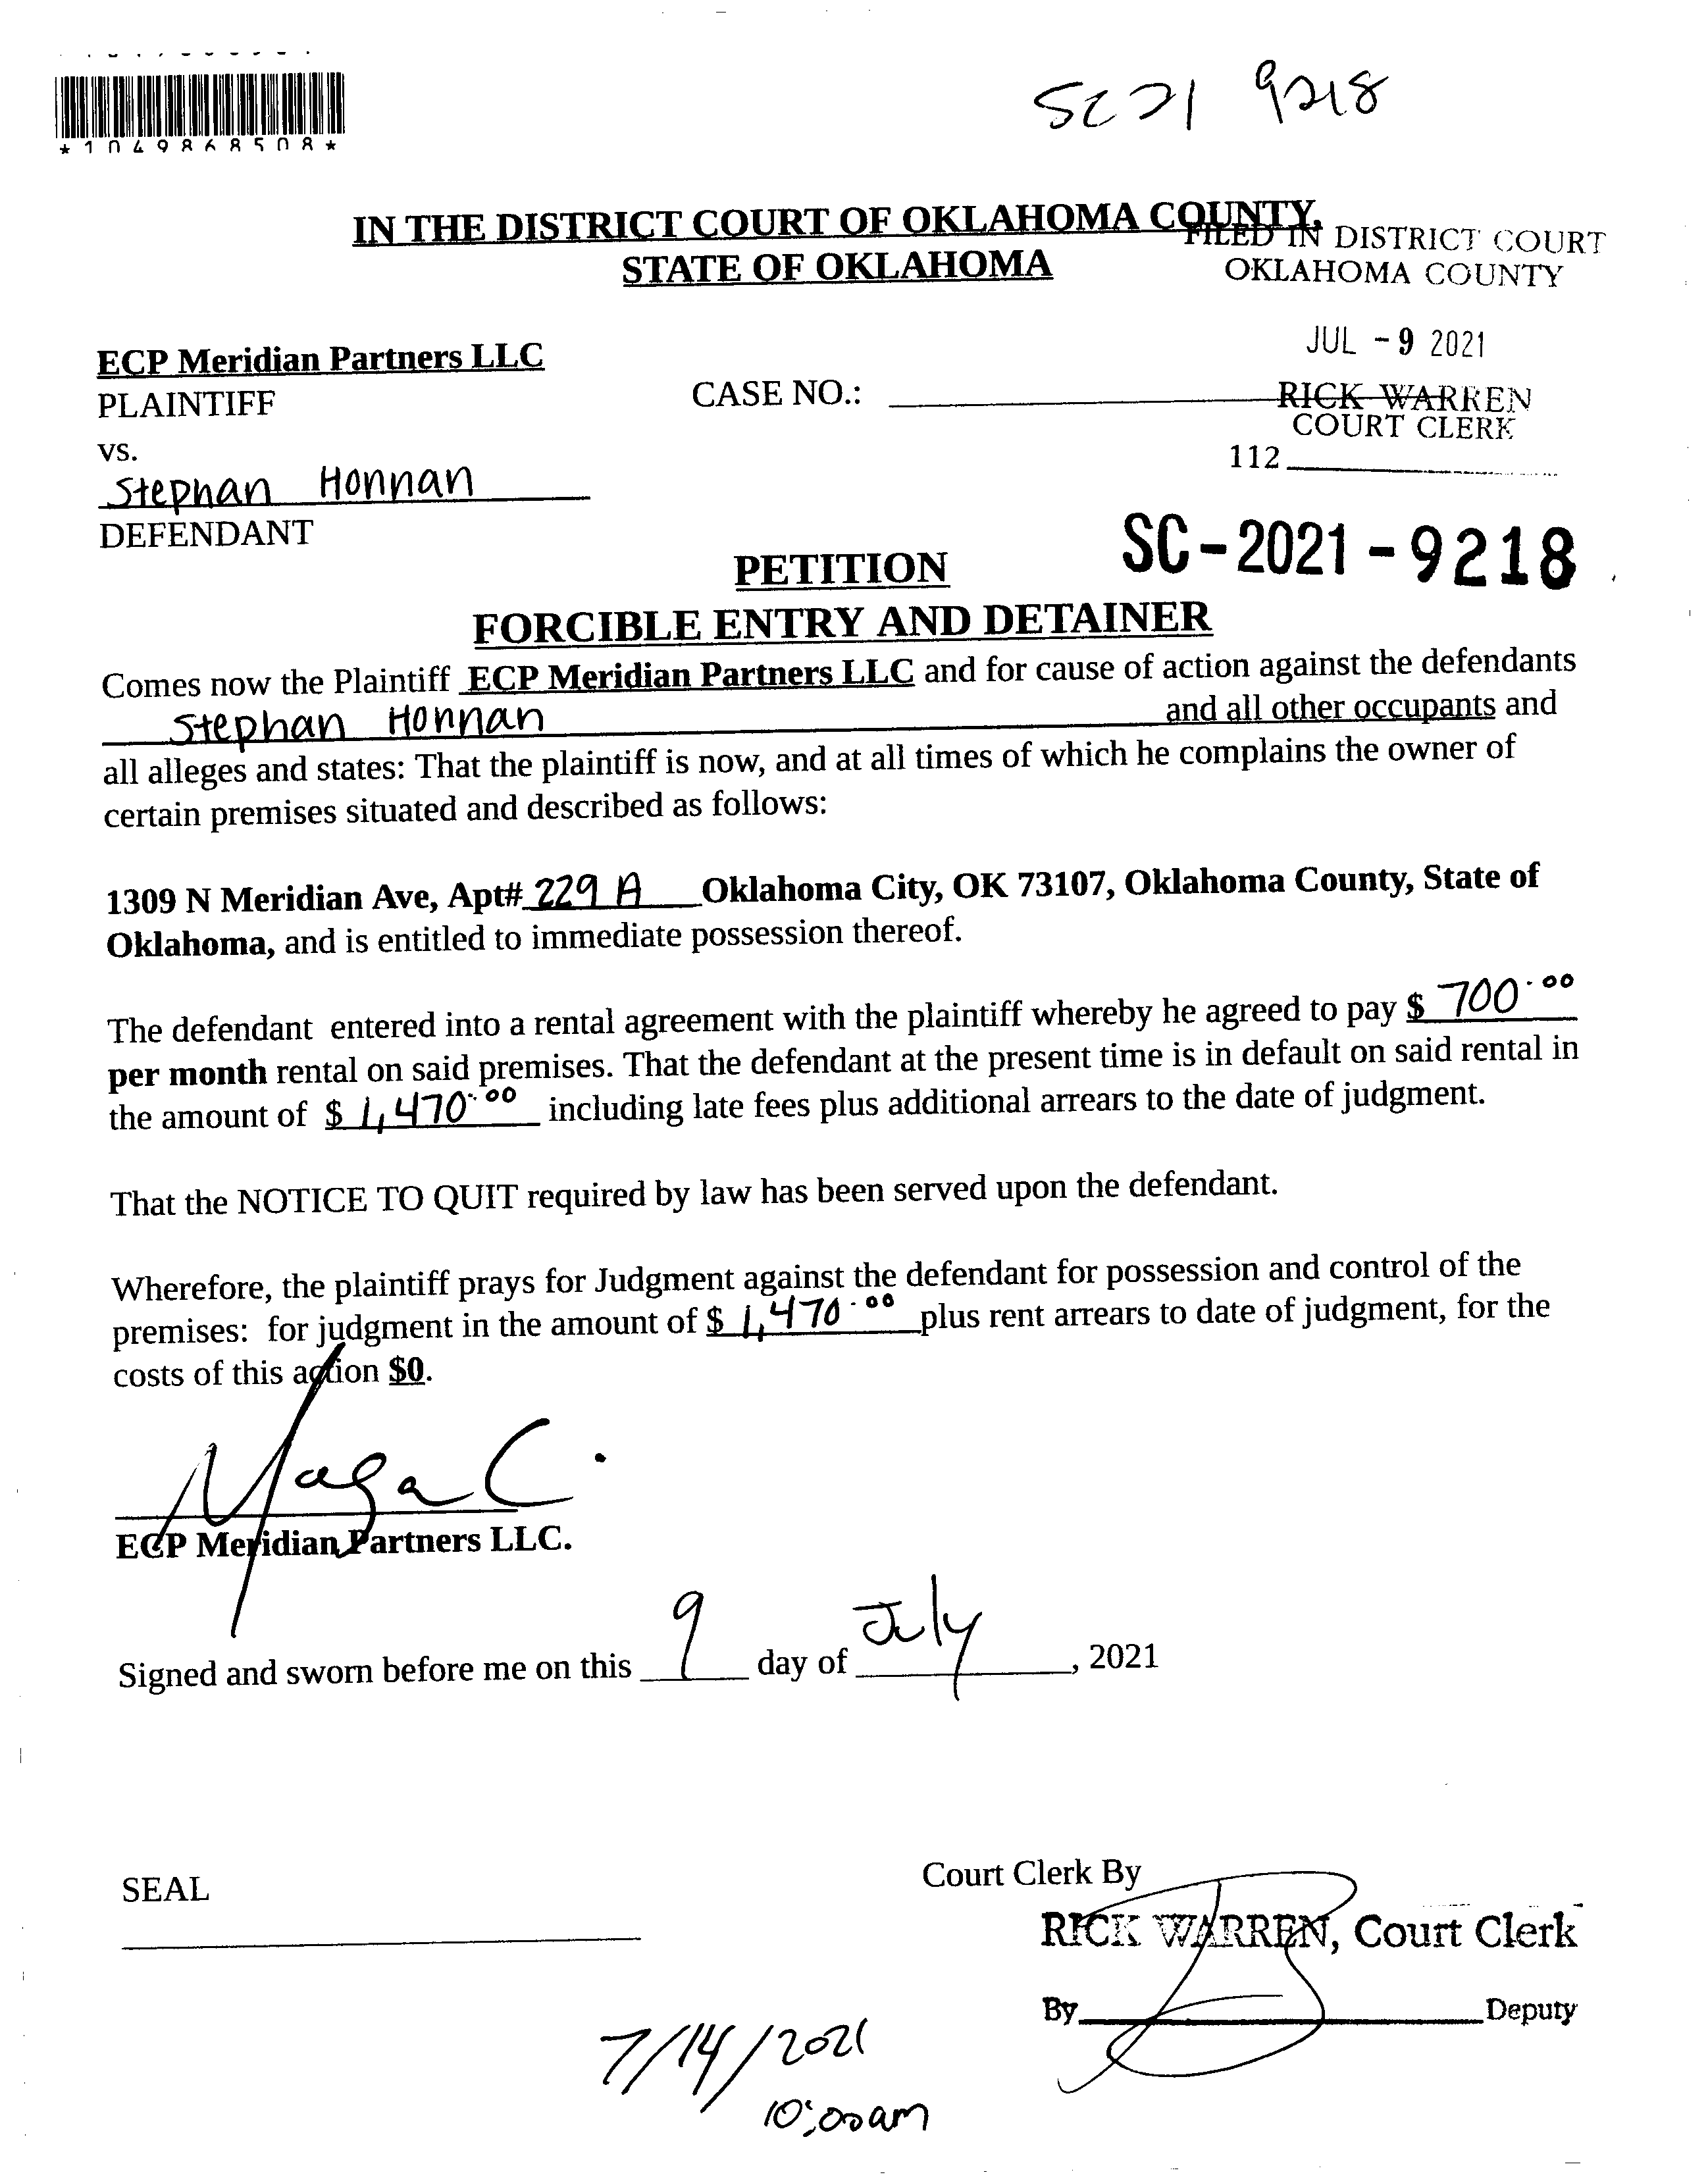 SC21 9218
*1049868508*
IN THE DISTRICT COURT OF OKLAHOMA COUNTY,
STATE OF OKLAHOMA
FILED IN DISTRICT COURT
OKLAHOMA COUNTY
JUL - 9 2021
RICK WARREN
COURT CLERK
112
ECP Meridian Partners LLC
PLAINTIFF
CASE NO.:
vs.
Stephan Honnan
DEFENDANT
SC-2021-9218
PETITION
FORCIBLE ENTRY AND DETAINER
Comes now the Plaintiff ECP Meridian Partners LLC and for cause of action against the defendants
Stephan Honnan and all other occupants and
all alleges and states: That the plaintiff is now, and at all times of which he complains the owner of
certain premises situated and described as follows:
1309 N Meridian Ave, Apt# 229 A Oklahoma City, OK 73107, Oklahoma County, State of
Oklahoma, and is entitled to immediate possession thereof.
The defendant entered into a rental agreement with the plaintiff whereby he agreed to pay $ 700.00
per month rental on said premises. That the defendant at the present time is in default on said rental in
the amount of $ 1,470.00 including late fees plus additional arrears to the date of judgment.
That the NOTICE TO QUIT required by law has been served upon the defendant.
Wherefore, the plaintiff prays for Judgment against the defendant for possession and control of the
premises: for judgment in the amount of $ 1,470.00 plus rent arrears to date of judgment, for the
costs of this action $0.
ECP Meridian Partners LLC.
Signed and sworn before me on this 9 day of July, 2021
SEAL
Court Clerk By
RICK WARREN, Court Clerk
By Deputy
7/14/2021
10:00am